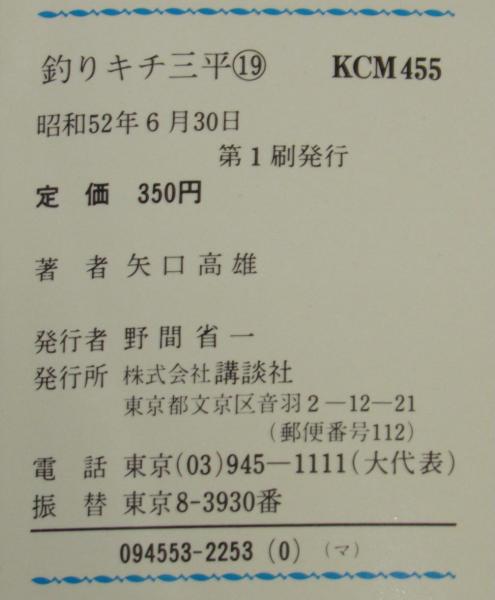 釣りキチ三平⑲ KCM455
昭和52年6月30日
第1刷発行
定 価 350円
著 者 矢口高雄
発行者 野間省一
発行所 株式会社講談社
東京都文京区音羽2―12―21
(郵便番号112)
電 話 東京(03)945―1111(大代表)
振 替 東京8-3930番
094553-2253 (0) (マ)